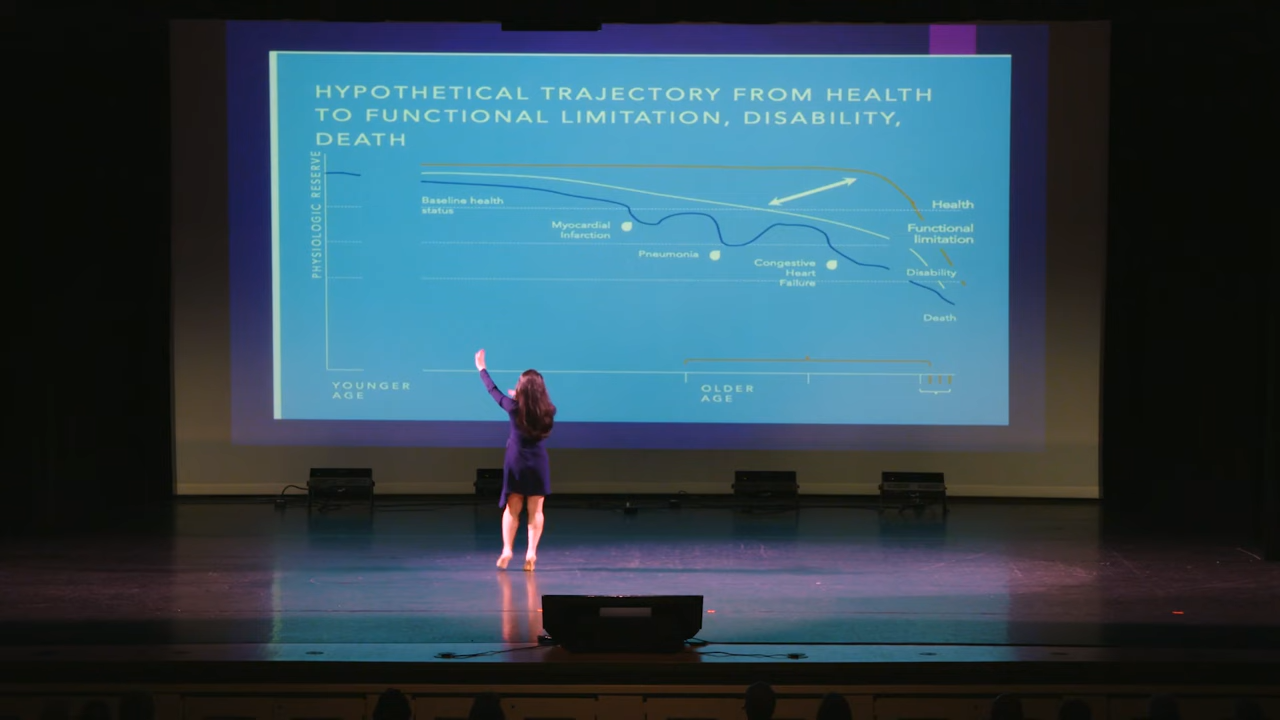 HYPOTHETICAL TRAJECTORY FROM HEALTH
TO FUNCTIONAL LIMITATION, DISABILITY,
DEATH
PHYSIOLOGIC RESERVE
Baseline health
status
Myocardial
Infarction
Pneumonia
Congestive
Heart
Failure
Health
Functional
limitation
Disability
Death
YOUNGER
AGE
OLDER
AGE